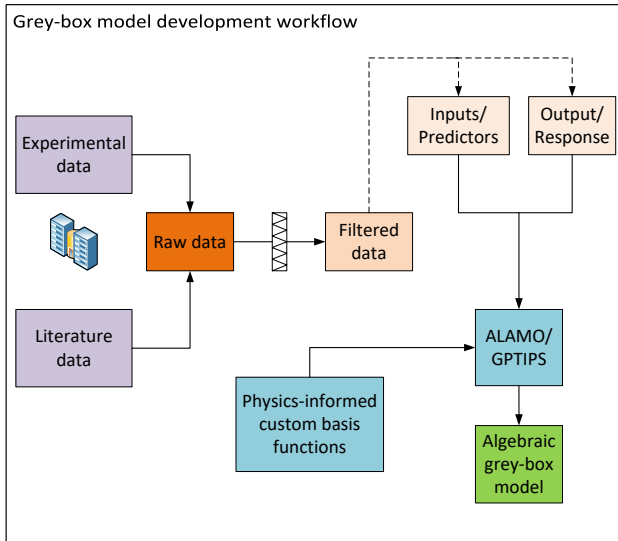 Grey-box model development workflow
Experimental
data
Inputs/
Predictors
Output/
Response
Raw data
Filtered
data
Literature
data
ALAMO/
GPTIPS
Physics-informed
custom basis
functions
Algebraic
grey-box
model